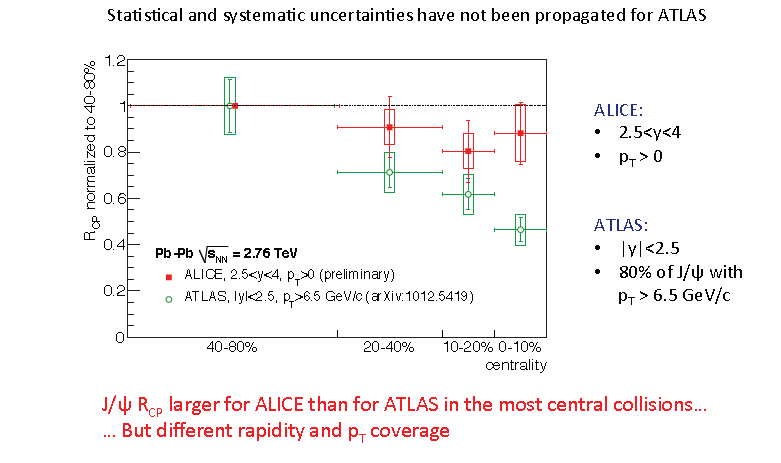 Statistical and systematic uncertainties have not been propagated for ATLAS
R_CP normalized to 40-80%
1.2
1
0.8
0.6
0.4
0.2
0
Pb-Pb √s_NN = 2.76 TeV
ALICE, 2.5<y<4, p_T>0 (preliminary)
ATLAS, |y|<2.5, p_T>6.5 GeV/c (arXiv:1012.5419)
40-80% 20-40% 10-20% 0-10%
centrality
ALICE:
• 2.5<y<4
• p_T > 0
ATLAS:
• |y|<2.5
• 80% of J/ψ with
p_T > 6.5 GeV/c
J/ψ R_CP larger for ALICE than for ATLAS in the most central collisions...
... But different rapidity and p_T coverage